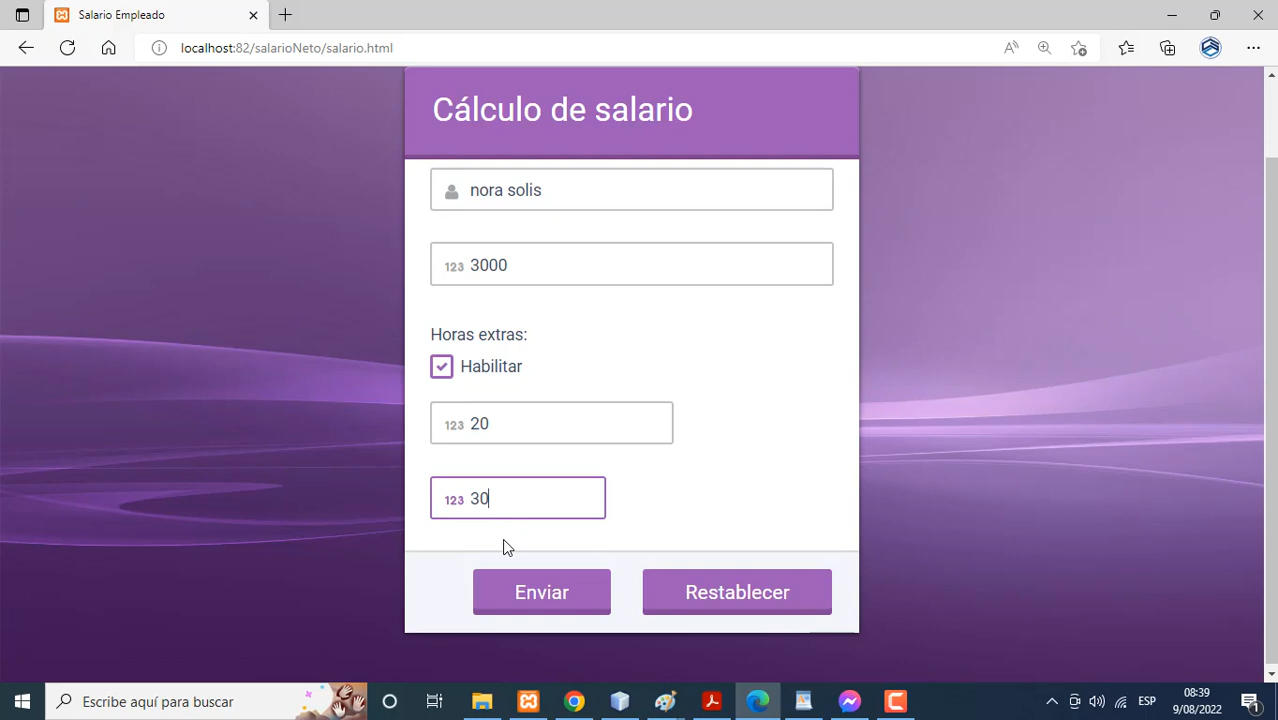 Salario Empleado
localhost:82/salarioNeto/salario.html
Cálculo de salario
nora solis
123 3000
Horas extras:
Habilitar
123 20
123 30
Enviar
Restablecer
Escribe aquí para buscar
ESP
08:39
9/08/2022
1